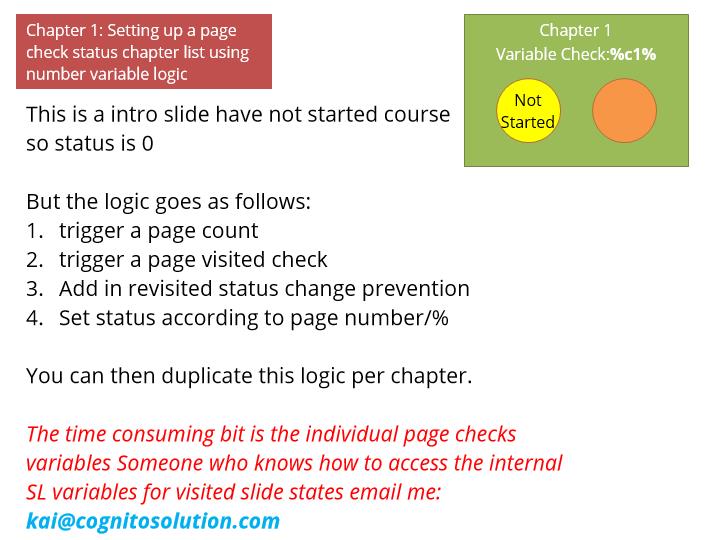 Chapter 1: Setting up a page
check status chapter list using
number variable logic
Chapter 1
Variable Check:%c1%
Not
Started
This is a intro slide have not started course
so status is 0
But the logic goes as follows:
1. trigger a page count
2. trigger a page visited check
3. Add in revisited status change prevention
4. Set status according to page number/%
You can then duplicate this logic per chapter.
The time consuming bit is the individual page checks
variables Someone who knows how to access the internal
SL variables for visited slide states email me:
kai@cognitosolution.com